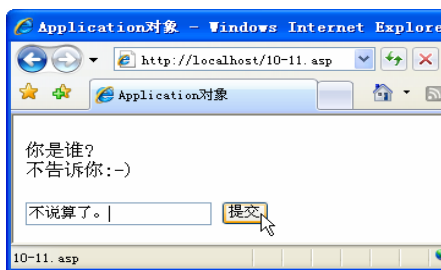 Application对象 - Windows Internet Explore
http://localhost/10-11.asp
Application对象
你是谁?
不告诉你:-)
不说算了。
提交
10-11.asp